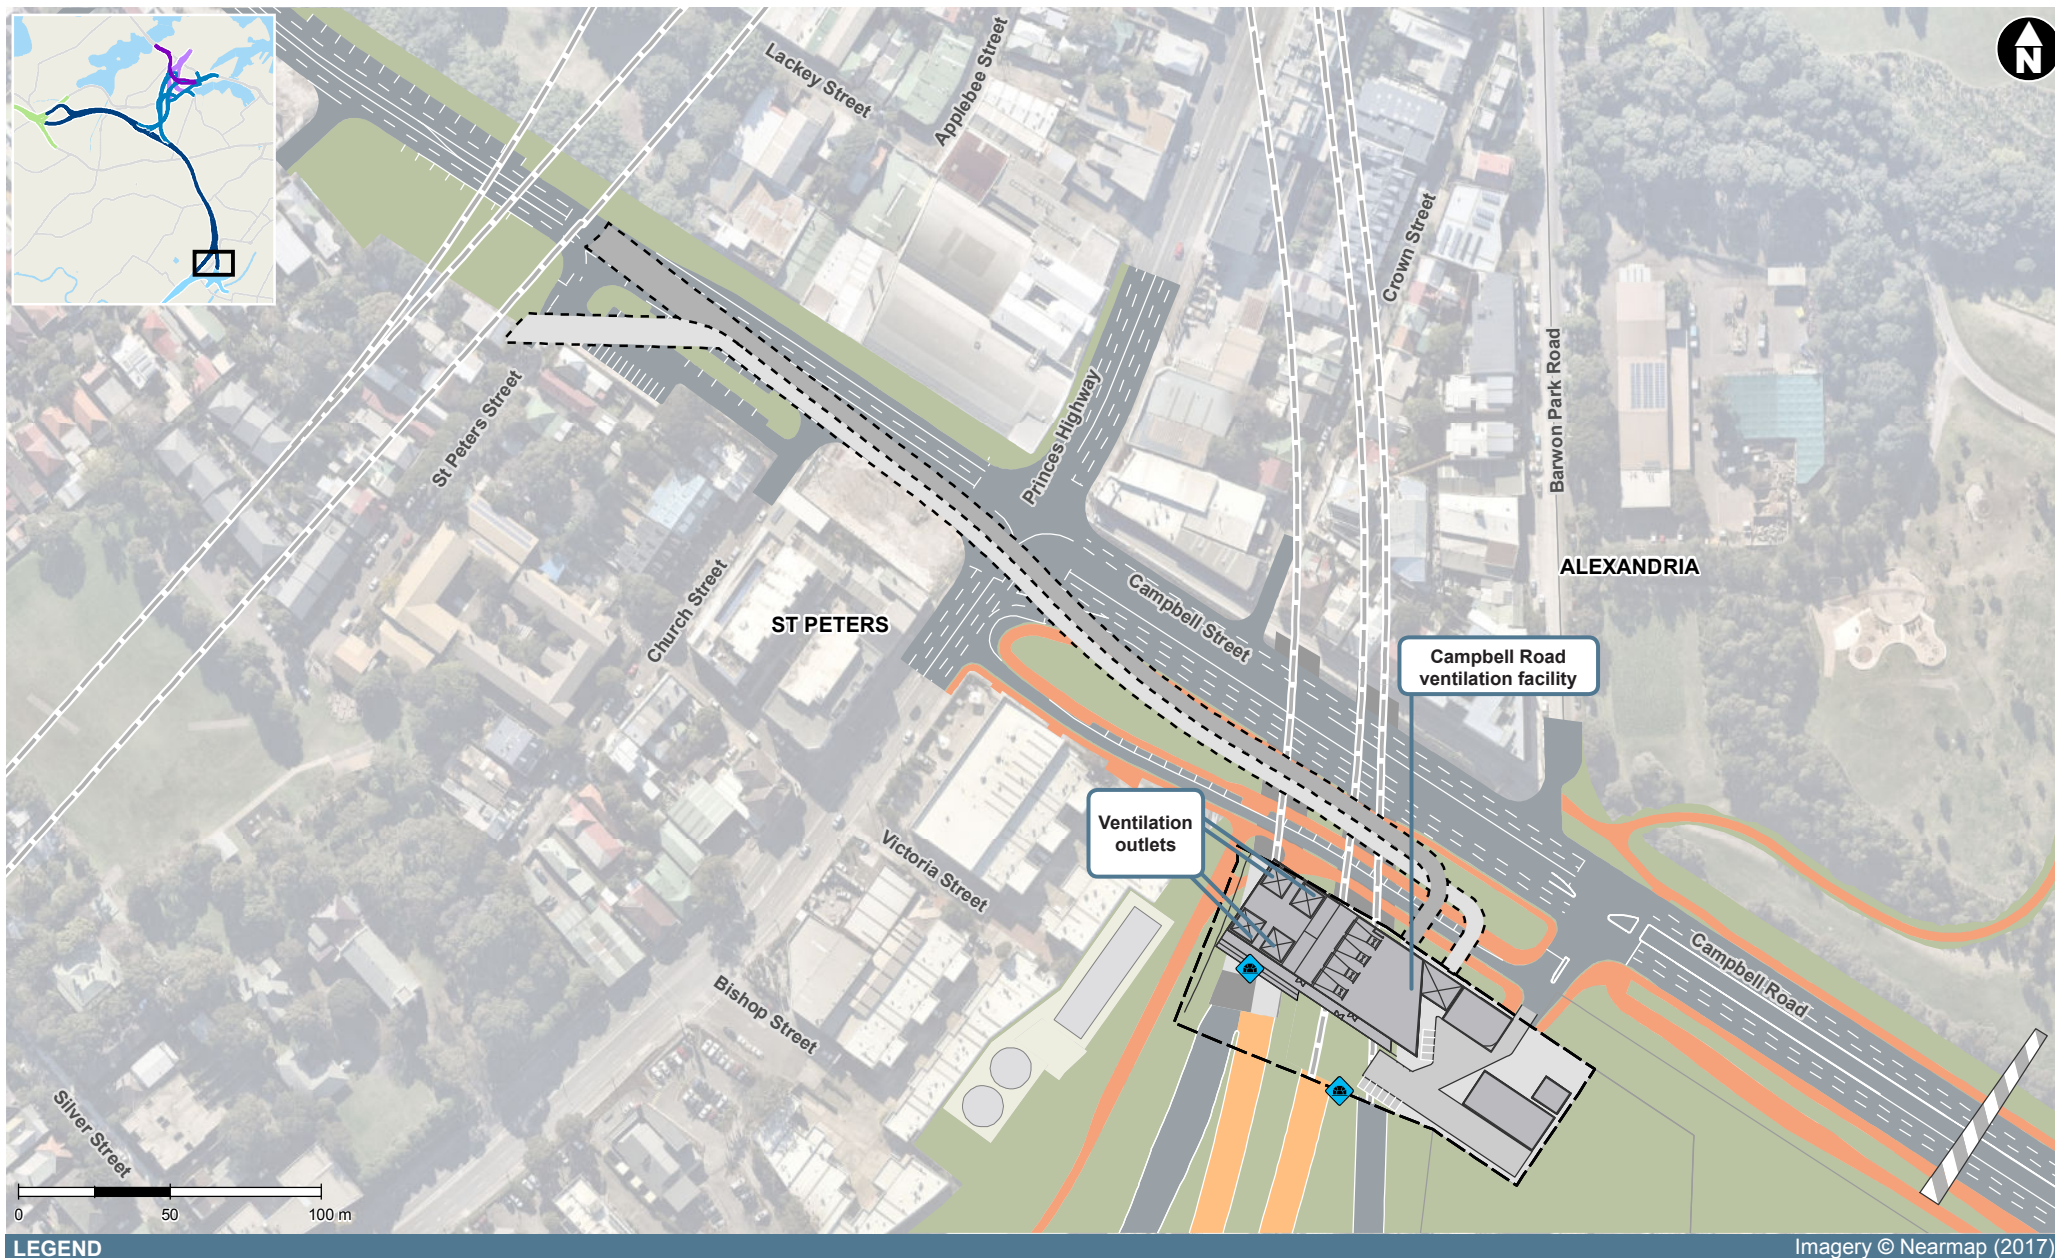 N
Lackey Street
Applebee Street
Crown Street
Princes Highway
Barwon Park Road
St Peters Street
Church Street
ST PETERS
Campbell Street
ALEXANDRIA
Campbell Road
ventilation facility
Ventilation
outlets
Victoria Street
Bishop Street
Campbell Road
Silver Street
0
50
100 m
LEGEND
Imagery © Nearmap (2017)